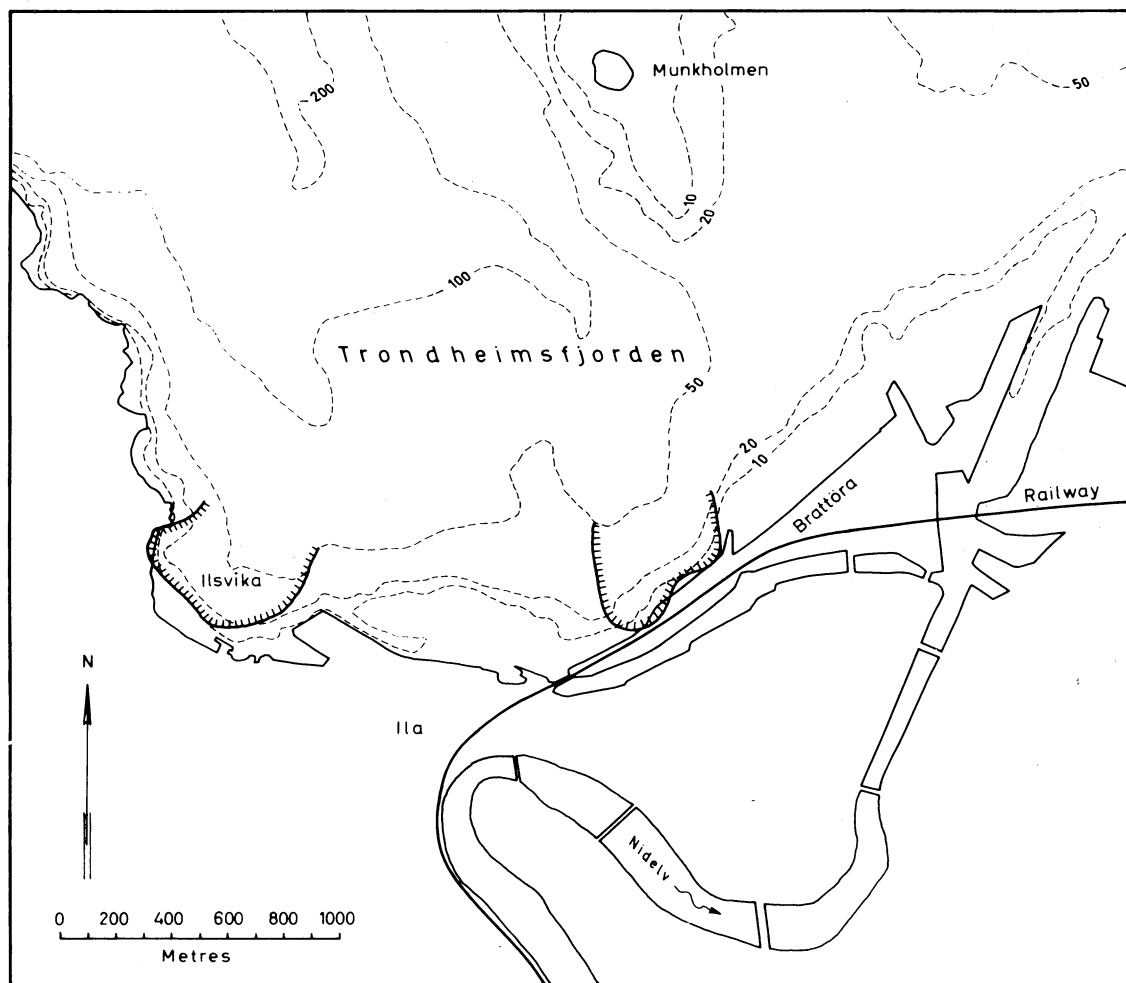 Munkholmen
200
50
10
20
100
Trondheimsfjorden
50
20
10
Brattöra
Railway
Ilsvika
N
Ila
Nidelv
0 200 400 600 800 1000
Metres